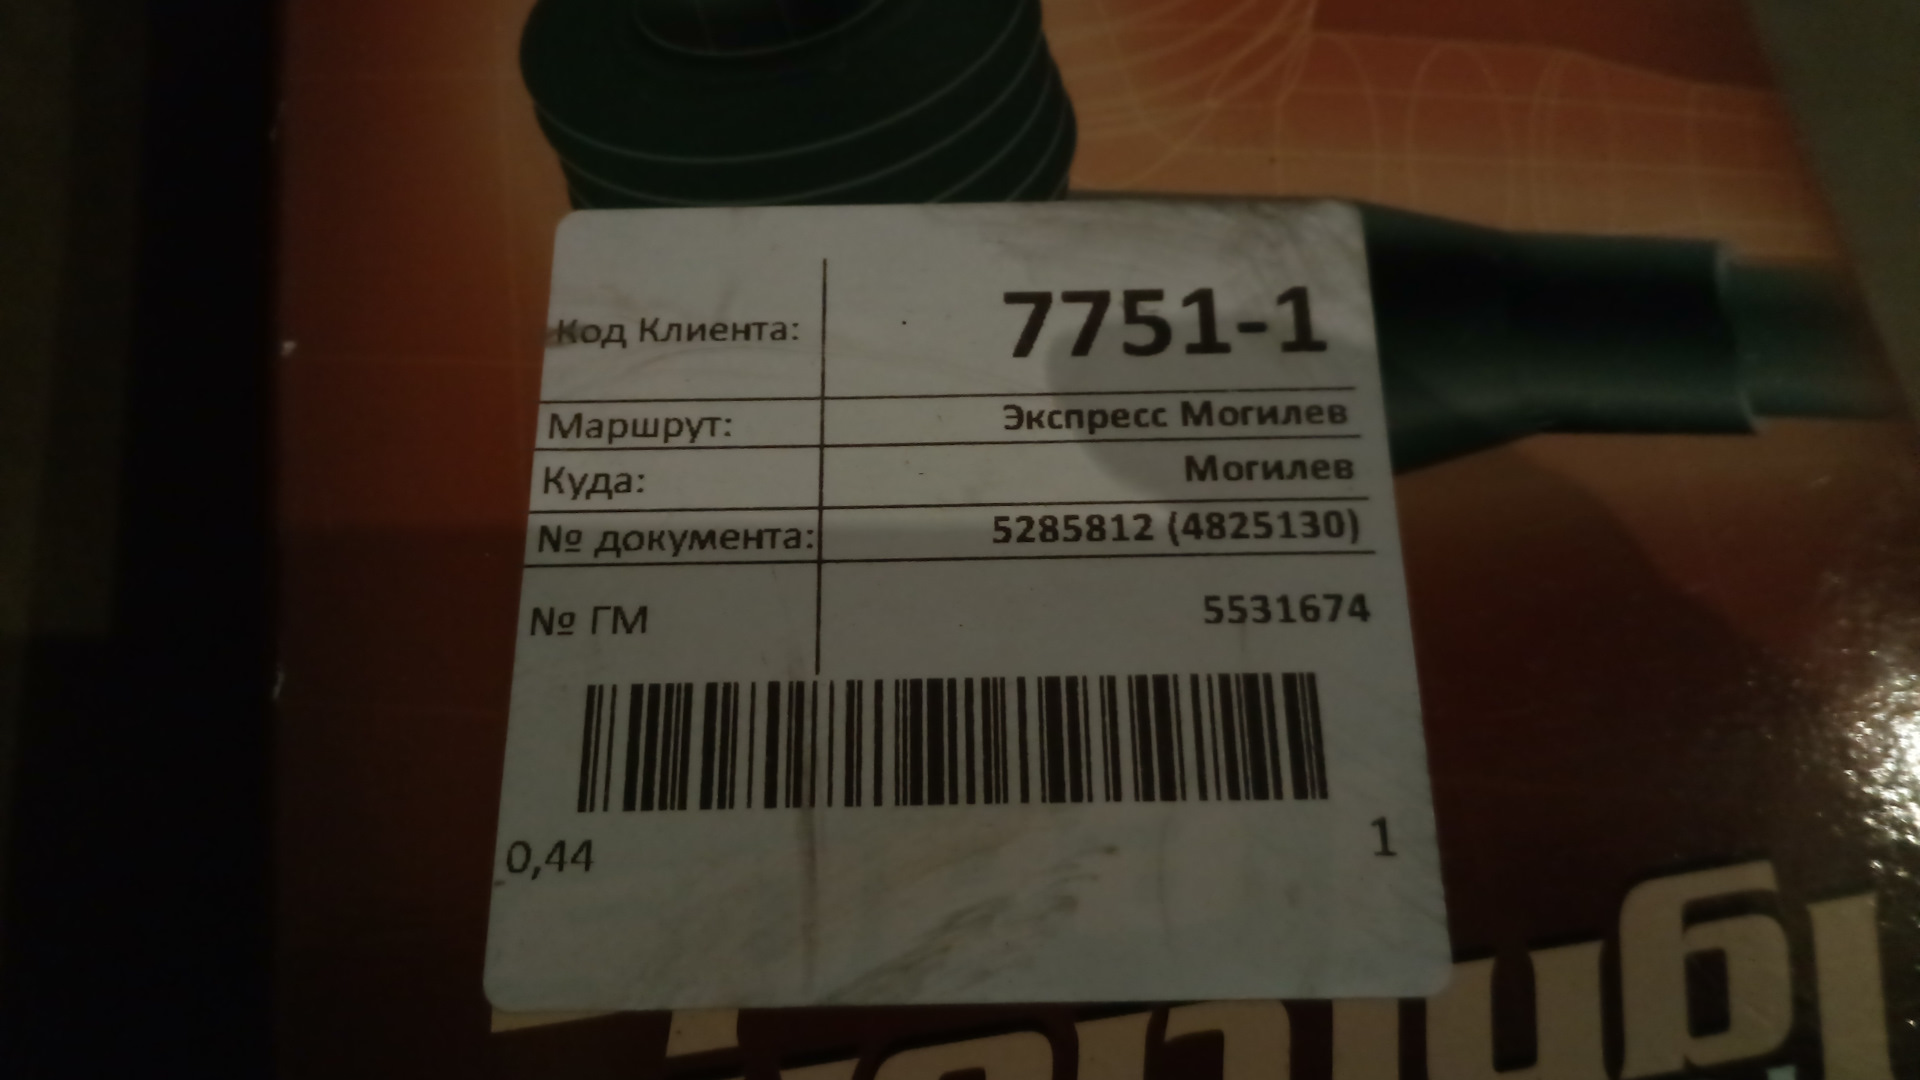 Код Клиента: 7751-1
Маршрут: Экспресс Могилев
Куда: Могилев
№ документа: 5285812 (4825130)
№ ГМ 5531674
0,44 1